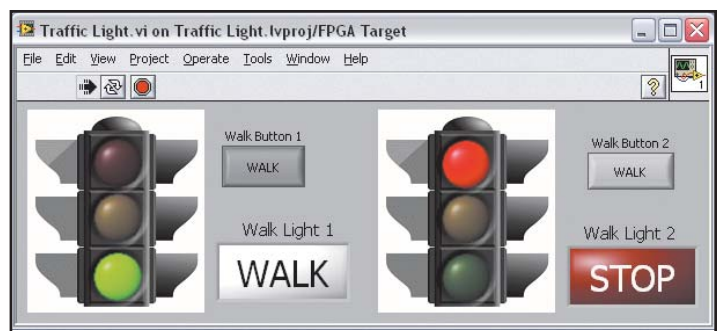 Traffic Light.vi on Traffic Light.lvproj/FPGA Target
File Edit View Project Operate Tools Window Help
?
1
Walk Button 1
WALK
Walk Light 1
WALK
Walk Button 2
WALK
Walk Light 2
STOP